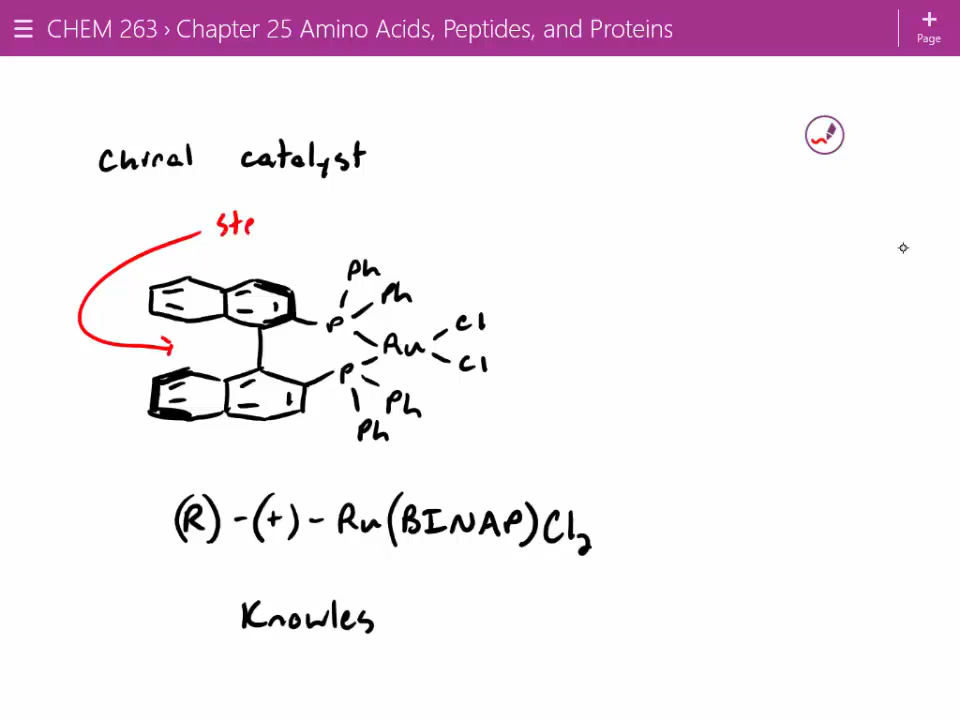 CHEM 263 › Chapter 25 Amino Acids, Peptides, and Proteins
Page
Chiral catalyst
ste
Ph
Ph
P
Cl
Ru
Cl
P
Ph
Ph
(R)-(+)-Ru(BINAP)Cl₂
Knowles